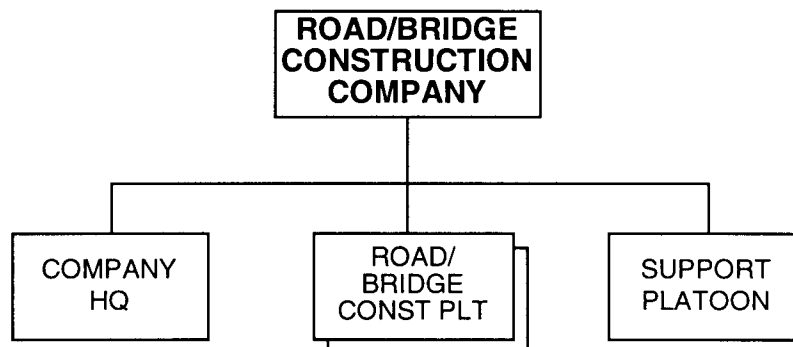 ROAD/BRIDGE
CONSTRUCTION
COMPANY
COMPANY
HQ
ROAD/
BRIDGE
CONST PLT
SUPPORT
PLATOON